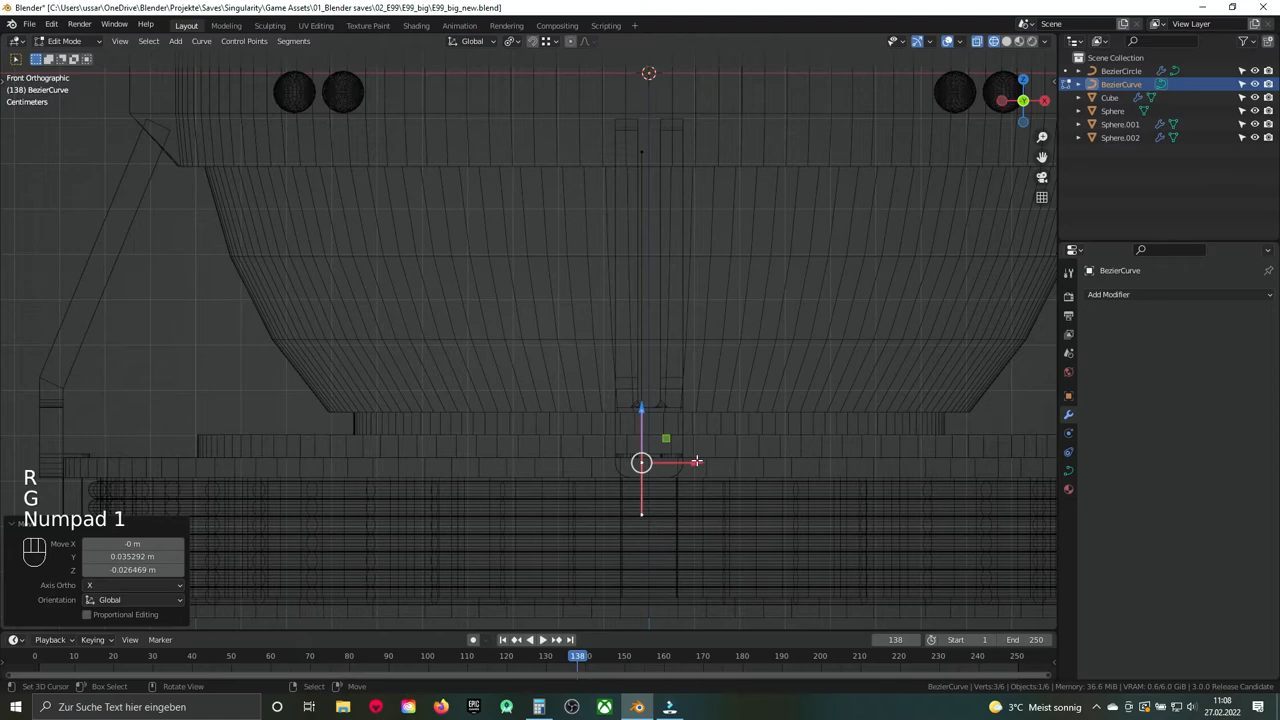 Blender* [C:\Users\ussar\OneDrive\Blender\Projekte\Saves\Singularity\Game Assets\01_Blender saves\02_E99\E99_big\E99_big_new.blend]
File Edit Render Window Help Layout Modeling Sculpting UV Editing Texture Paint Shading Animation Rendering Compositing Geometry Nodes Scripting + Scene View Layer
Edit Mode View Select Add Curve Control Points Segments Global
Front Orthographic
(138) BezierCurve
Centimeters
Z
X
Y
Scene Collection
BezierCircle
BezierCurve
Cube
Sphere
Sphere.001
Sphere.002
BezierCurve
Add Modifier
R
G
Numpad 1
Move X -0 m
Y 0.035292 m
Z -0.026469 m
Axis Ortho X
Orientation Global
Proportional Editing
Playback Keying View Marker 138 Start 1 End 250
0 10 20 30 40 50 60 70 80 90 100 110 120 130 138 150 160 170 180 190 200 210 220 230 240 250
Set 3D Cursor Box Select Rotate View Select Move BezierCurve | Verts:3/6 | Objects:1/6 | Memory: 36.6 MiB | VRAM: 0.6/6.0 GiB | 3.0.0 Release Candidate
Zur Suche Text hier eingeben 3°C Meist sonnig 11:08
27.02.2022